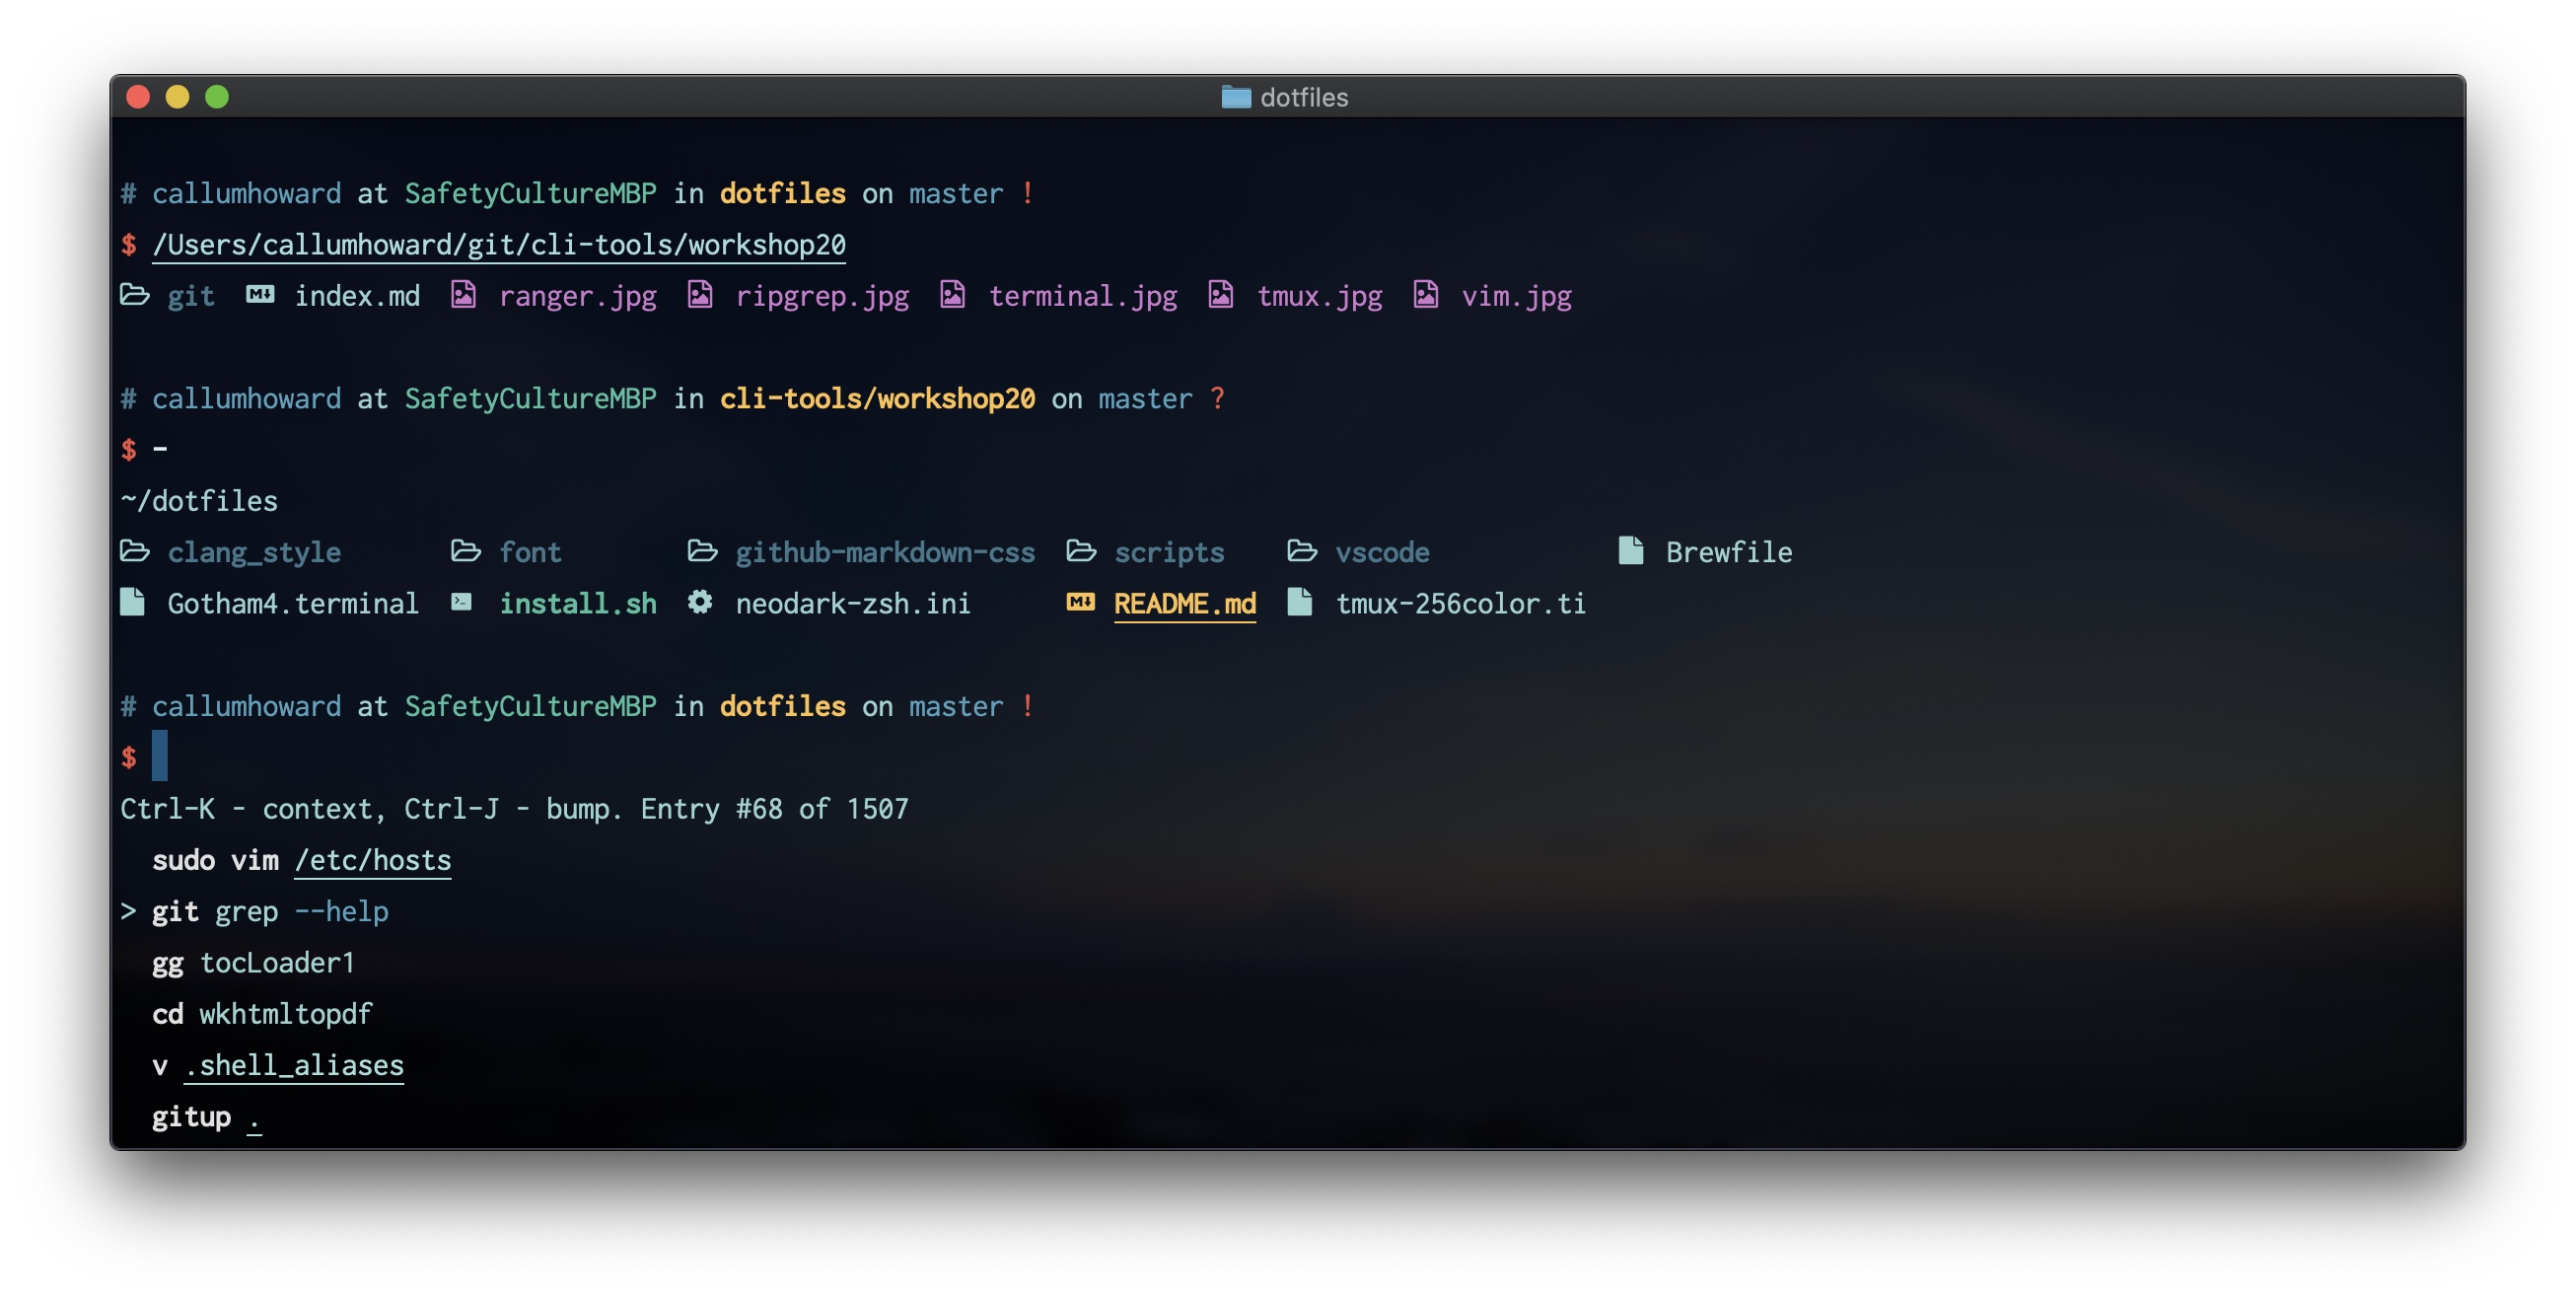 dotfiles
# callumhoward at SafetyCultureMBP in dotfiles on master !
$ /Users/callumhoward/git/cli-tools/workshop20
git index.md ranger.jpg ripgrep.jpg terminal.jpg tmux.jpg vim.jpg
# callumhoward at SafetyCultureMBP in cli-tools/workshop20 on master ?
$ -
~/dotfiles
clang_style font github-markdown-css scripts vscode Brewfile
Gotham4.terminal install.sh neodark-zsh.ini README.md tmux-256color.ti
# callumhoward at SafetyCultureMBP in dotfiles on master !
$
Ctrl-K - context, Ctrl-J - bump. Entry #68 of 1507
sudo vim /etc/hosts
> git grep --help
gg tocLoader1
cd wkhtmltopdf
v .shell_aliases
gitup .